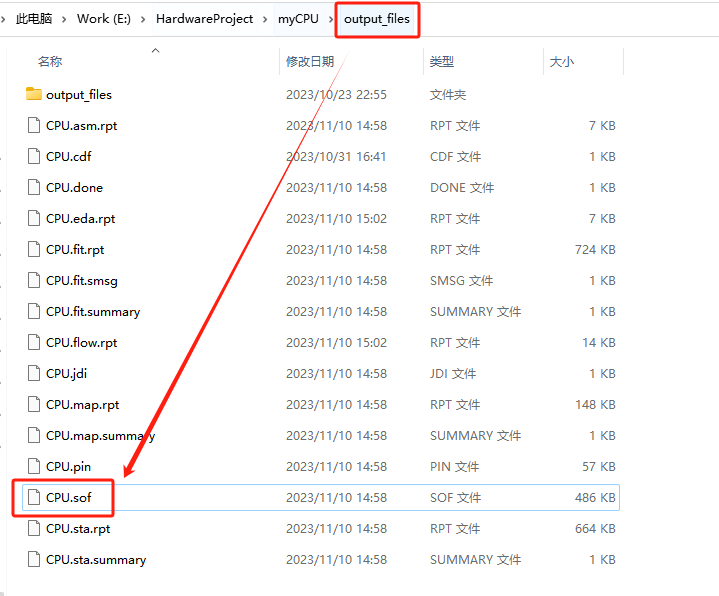 此电脑 > Work (E:) > HardwareProject > myCPU > output_files
名称 修改日期 类型 大小
output_files 2023/10/23 22:55 文件夹
CPU.asm.rpt 2023/11/10 14:58 RPT 文件 7 KB
CPU.cdf 2023/10/31 16:41 CDF 文件 1 KB
CPU.done 2023/11/10 14:58 DONE 文件 1 KB
CPU.eda.rpt 2023/11/10 15:02 RPT 文件 7 KB
CPU.fit.rpt 2023/11/10 14:58 RPT 文件 724 KB
CPU.fit.smsg 2023/11/10 14:58 SMSG 文件 1 KB
CPU.fit.summary 2023/11/10 14:58 SUMMARY 文件 1 KB
CPU.flow.rpt 2023/11/10 15:02 RPT 文件 14 KB
CPU.jdi 2023/11/10 14:58 JDI 文件 1 KB
CPU.map.rpt 2023/11/10 14:58 RPT 文件 148 KB
CPU.map.summary 2023/11/10 14:58 SUMMARY 文件 1 KB
CPU.pin 2023/11/10 14:58 PIN 文件 57 KB
CPU.sof 2023/11/10 14:58 SOF 文件 486 KB
CPU.sta.rpt 2023/11/10 14:58 RPT 文件 664 KB
CPU.sta.summary 2023/11/10 14:58 SUMMARY 文件 1 KB